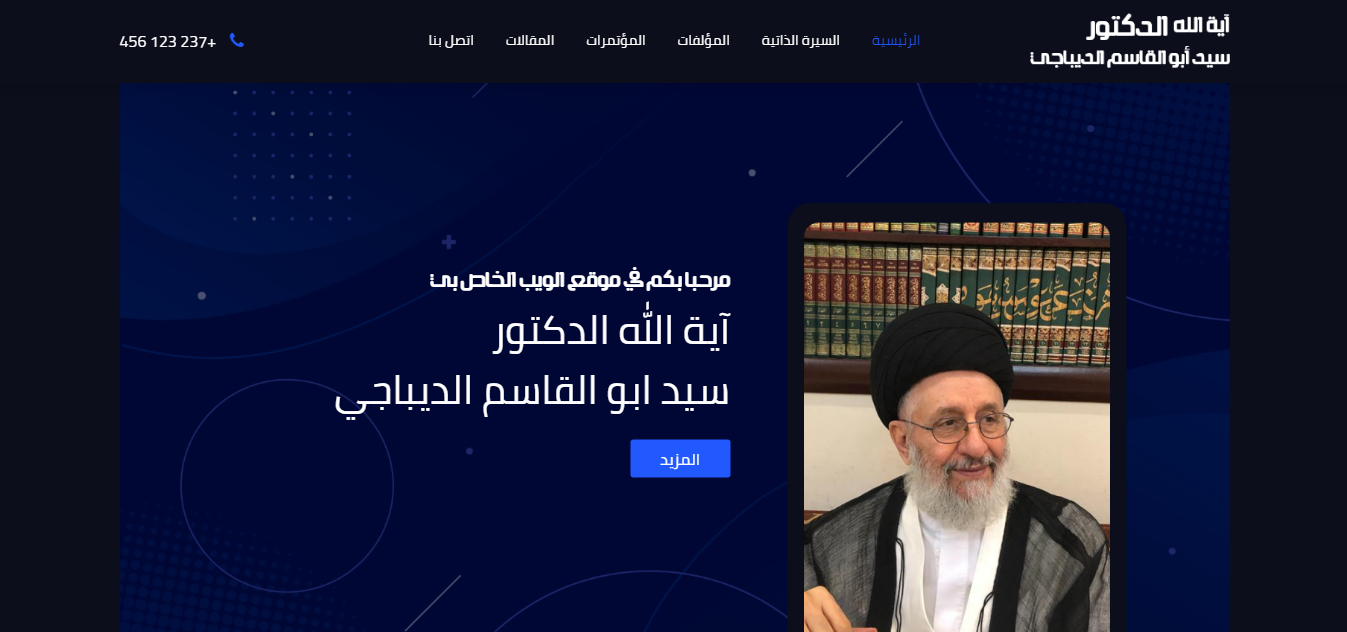 آية الله الدكتور
سيد أبو القاسم الديباجي
الرئيسية
السيرة الذاتية
المؤلفات
المؤتمرات
المقالات
اتصل بنا
+237 123 456
مرحبا بكم في موقع الويب الخاص بي
آية الله الدكتور
سيد ابو القاسم الديباجي
المزيد